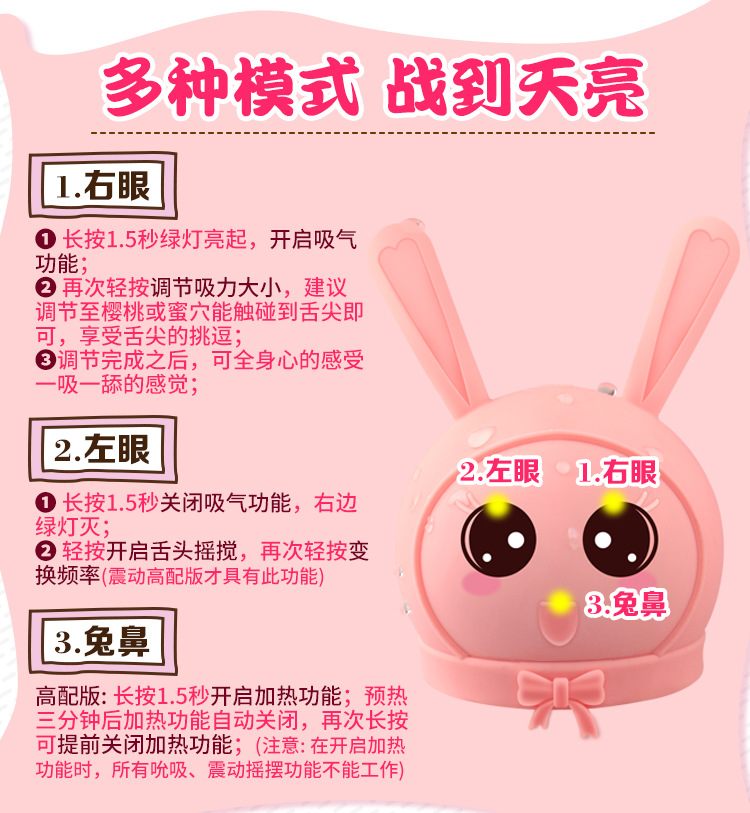 多种模式 战到天亮
1.右眼
❶ 长按1.5秒绿灯亮起，开启吸气
功能；
❷ 再次轻按调节吸力大小，建议
调节至樱桃或蜜穴能触碰到舌尖即
可，享受舌尖的挑逗；
❸调节完成之后，可全身心的感受
一吸一舔的感觉；
2.左眼
❶ 长按1.5秒关闭吸气功能，右边
绿灯灭；
❷ 轻按开启舌头摇搅，再次轻按变
换频率(震动高配版才具有此功能)
3.兔鼻
高配版: 长按1.5秒开启加热功能；预热
三分钟后加热功能自动关闭，再次长按
可提前关闭加热功能；(注意: 在开启加热
功能时，所有吮吸、震动摇摆功能不能工作)
2.左眼
1.右眼
3.兔鼻